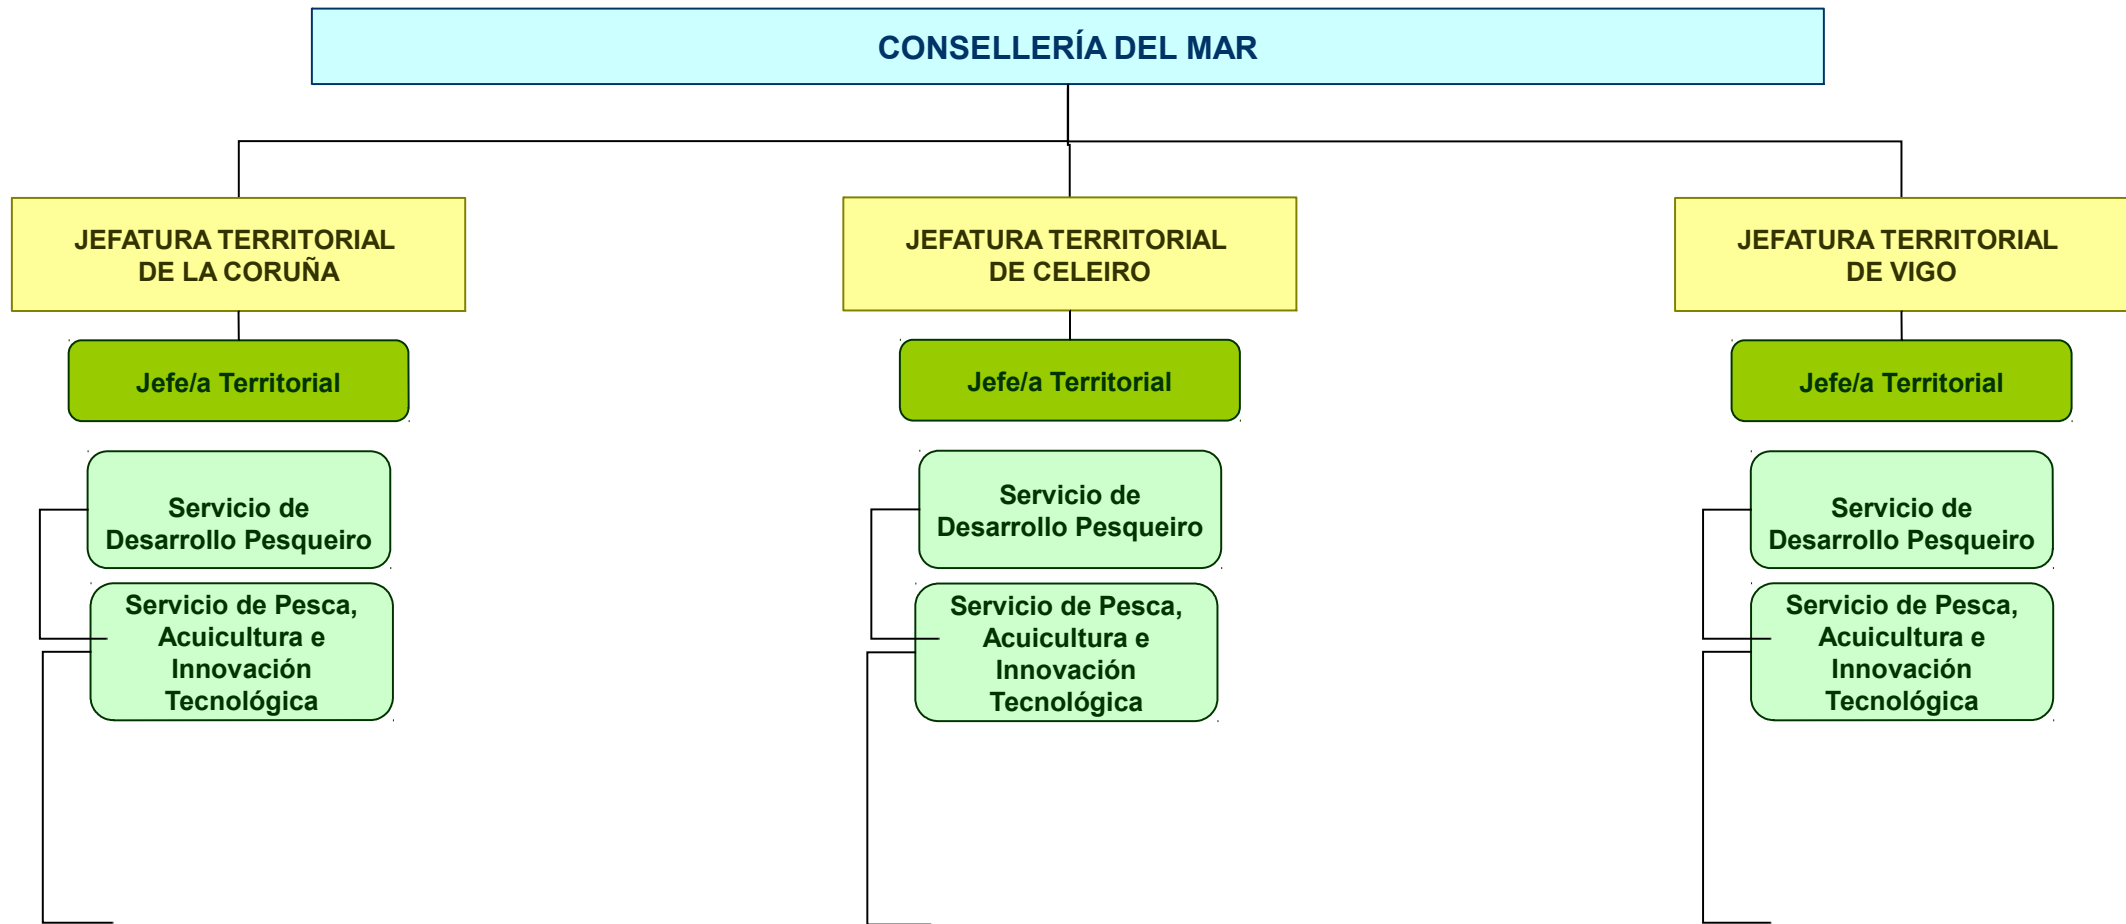 CONSELLERÍA DEL MAR
JEFATURA TERRITORIAL
DE LA CORUÑA
Jefe/a Territorial
Servicio de
Desarrollo Pesqueiro
Servicio de Pesca,
Acuicultura e
Innovación
Tecnológica
JEFATURA TERRITORIAL
DE CELEIRO
Jefe/a Territorial
Servicio de
Desarrollo Pesqueiro
Servicio de Pesca,
Acuicultura e
Innovación
Tecnológica
JEFATURA TERRITORIAL
DE VIGO
Jefe/a Territorial
Servicio de
Desarrollo Pesqueiro
Servicio de Pesca,
Acuicultura e
Innovación
Tecnológica